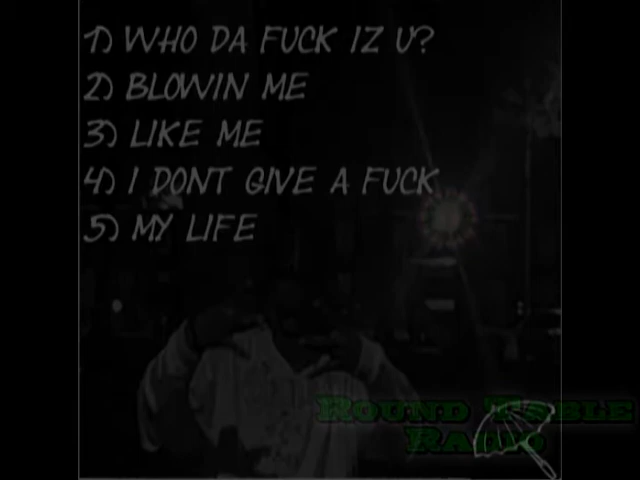 1) WHO DA FUCK IZ U?
2) BLOWIN ME
3) LIKE ME
4) I DONT GIVE A FUCK
5) MY LIFE
ROUND TABLE
RADIO